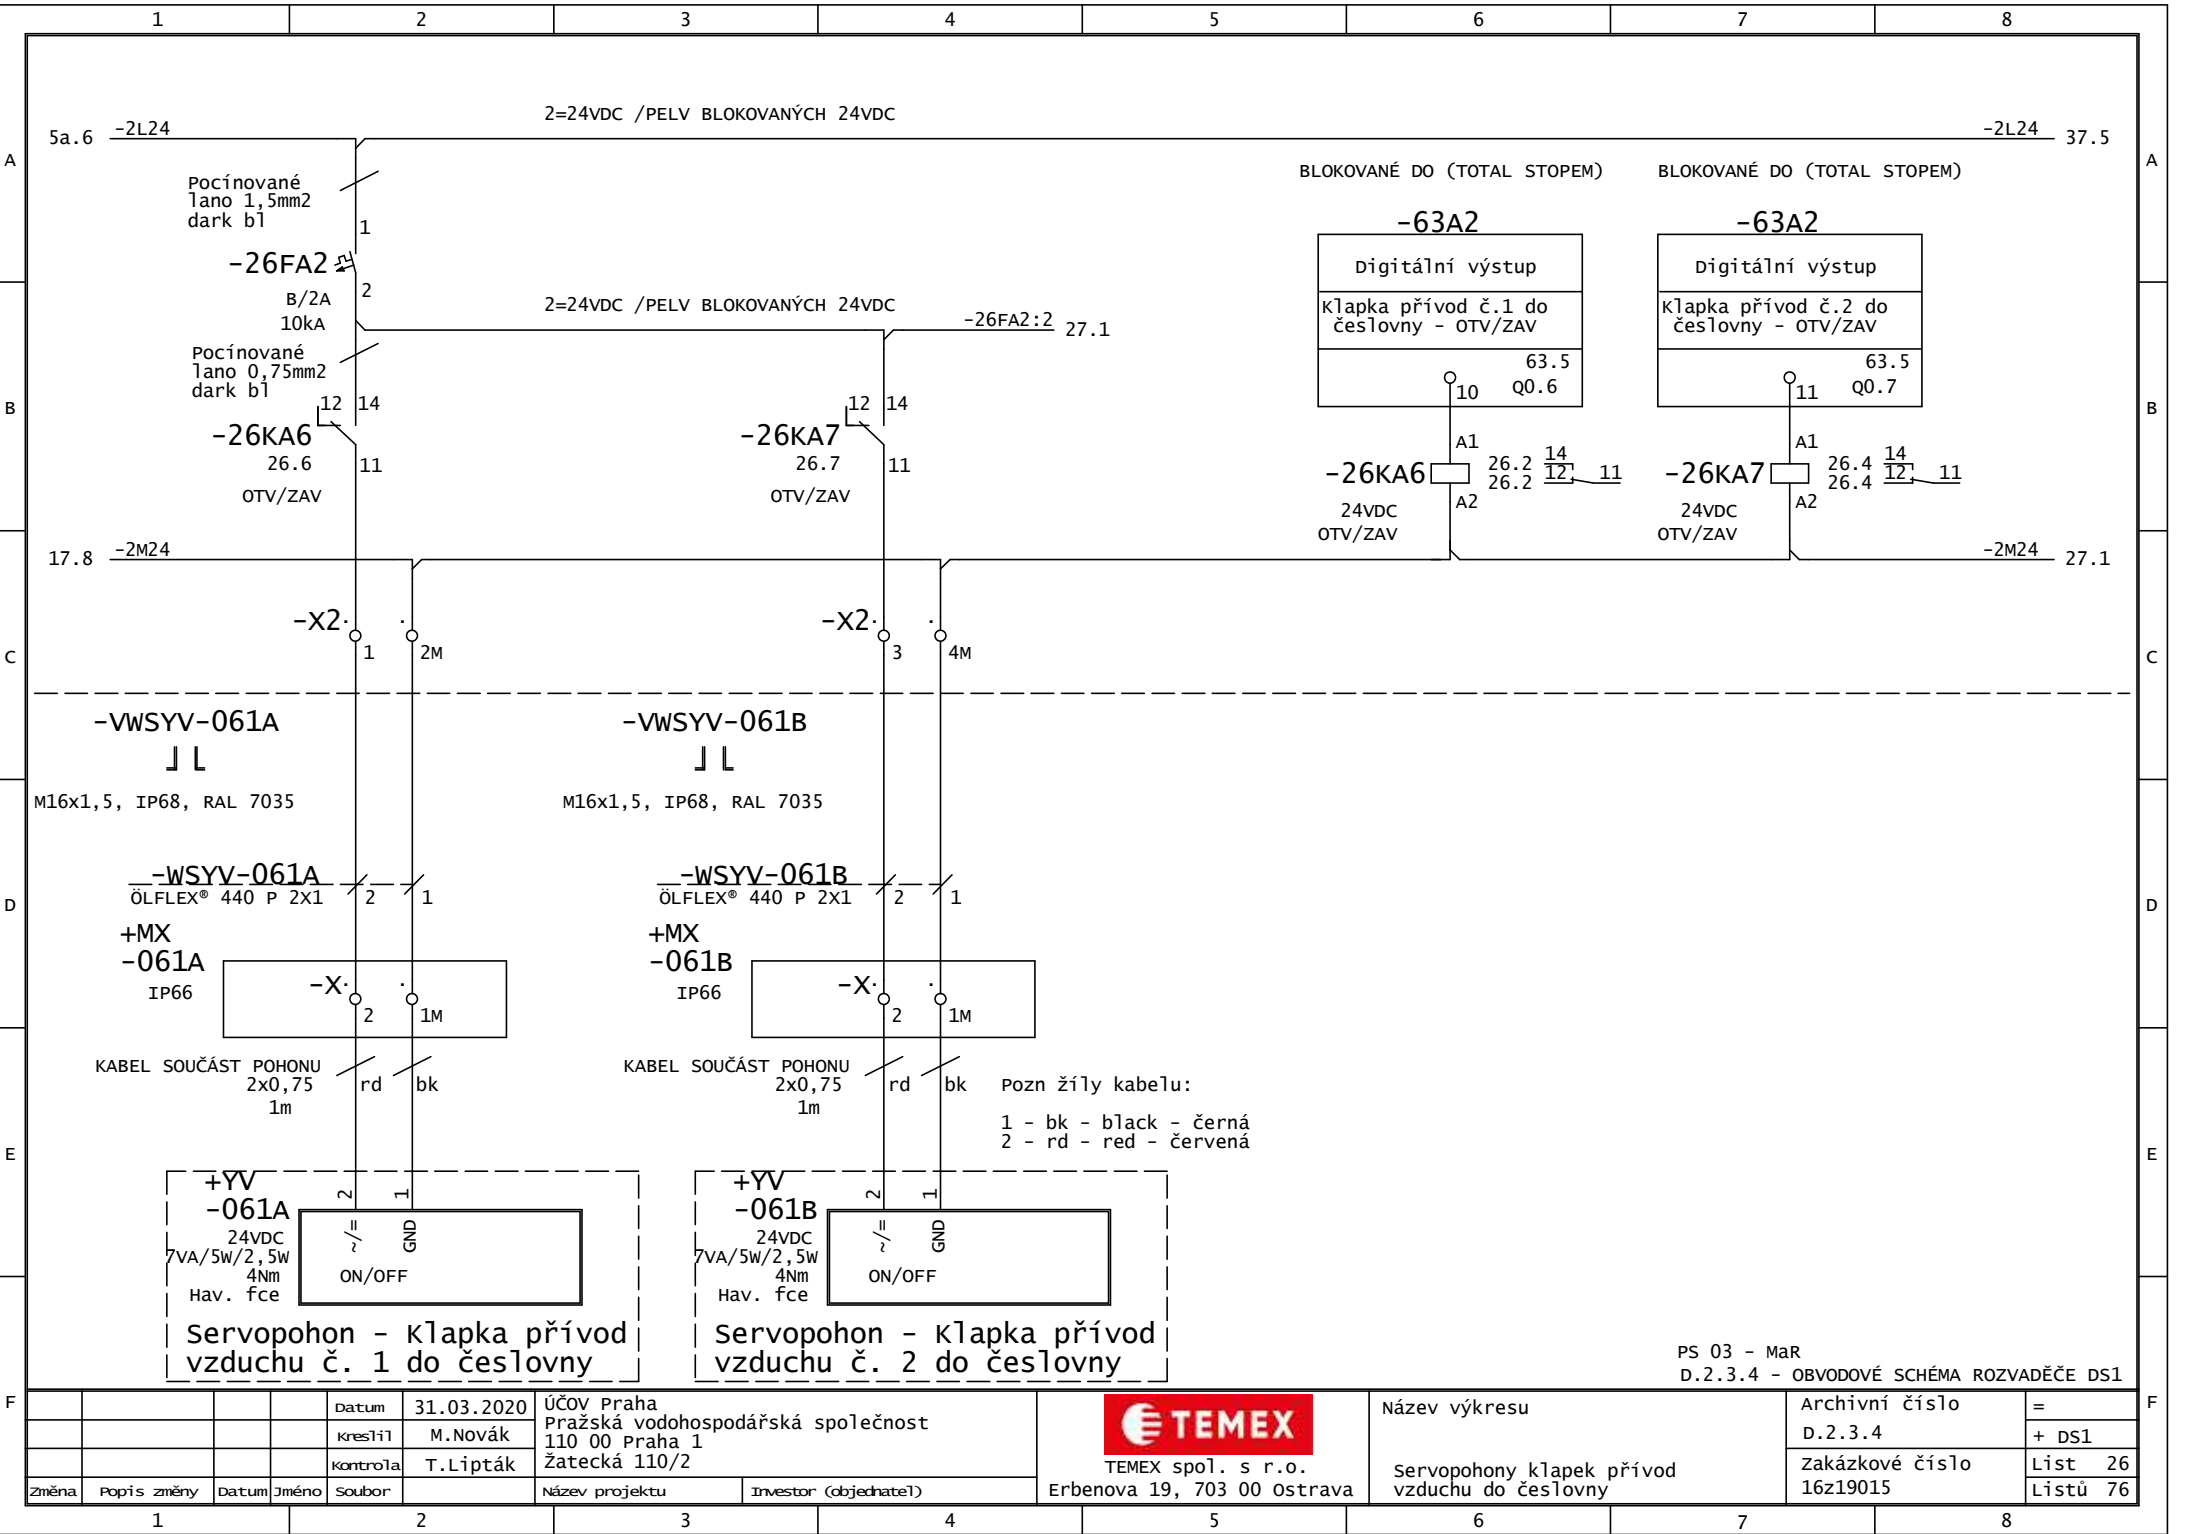 1 2 3 4 5 6 7 8
2=24VDC /PELV BLOKOVANÝCH 24VDC
5a.6 -2L24
-2L24 37.5
A
A
BLOKOVANÉ DO (TOTAL STOPEM)
BLOKOVANÉ DO (TOTAL STOPEM)
Pocínované
lano 1,5mm2
dark bl
1
-26FA2
2
B/2A
10kA
2=24VDC /PELV BLOKOVANÝCH 24VDC
-26FA2:2 27.1
-63A2
Digitální výstup
Klapka přívod č.1 do
česlovny - OTV/ZAV
63.5
10 Q0.6
-63A2
Digitální výstup
Klapka přívod č.2 do
česlovny - OTV/ZAV
63.5
11 Q0.7
Pocínované
lano 0,75mm2
dark bl
B
B
12 14
-26KA6
26.6
11
OTV/ZAV
12 14
-26KA7
26.7
11
OTV/ZAV
A1
-26KA6
26.2 14
26.2 12 11
A2
24VDC
OTV/ZAV
A1
-26KA7
26.4 14
26.4 12 11
A2
24VDC
OTV/ZAV
17.8 -2M24
-2M24 27.1
-X2
1 2M
-X2
3 4M
C
C
-VWSYV-061A
M16x1,5, IP68, RAL 7035
-VWSYV-061B
M16x1,5, IP68, RAL 7035
-WSYV-061A
ÖLFLEX® 440 P 2X1 2 1
-WSYV-061B
ÖLFLEX® 440 P 2X1 2 1
D
D
+MX
-061A
IP66
-X
2 1M
+MX
-061B
IP66
-X
2 1M
KABEL SOUČÁST POHONU
2x0,75 rd bk
1m
KABEL SOUČÁST POHONU
2x0,75 rd bk
1m
Pozn žíly kabelu:
1 - bk - black - černá
2 - rd - red - červená
E
E
+YV
-061A
24VDC
7VA/5W/2,5W
4Nm
Hav. fce
2 1
~/= GND
ON/OFF
Servopohon - Klapka přívod
vzduchu č. 1 do česlovny
+YV
-061B
24VDC
7VA/5W/2,5W
4Nm
Hav. fce
2 1
~/= GND
ON/OFF
Servopohon - Klapka přívod
vzduchu č. 2 do česlovny
PS 03 - MaR
D.2.3.4 - OBVODOVÉ SCHÉMA ROZVADĚČE DS1
F
F
Datum 31.03.2020
Kreslil M.Novák
Kontrola T.Lipták
Změna Popis změny Datum Jméno Soubor
ÚČOV Praha
Pražská vodohospodářská společnost
110 00 Praha 1
Žatecká 110/2
Název projektu Investor (objednatel)
TEMEX
TEMEX spol. s r.o.
Erbenova 19, 703 00 Ostrava
Název výkresu
Servopohony klapek přívod
vzduchu do česlovny
Archivní číslo
D.2.3.4
Zakázkové číslo
16z19015
=
+ DS1
List 26
Listů 76
1 2 3 4 5 6 7 8